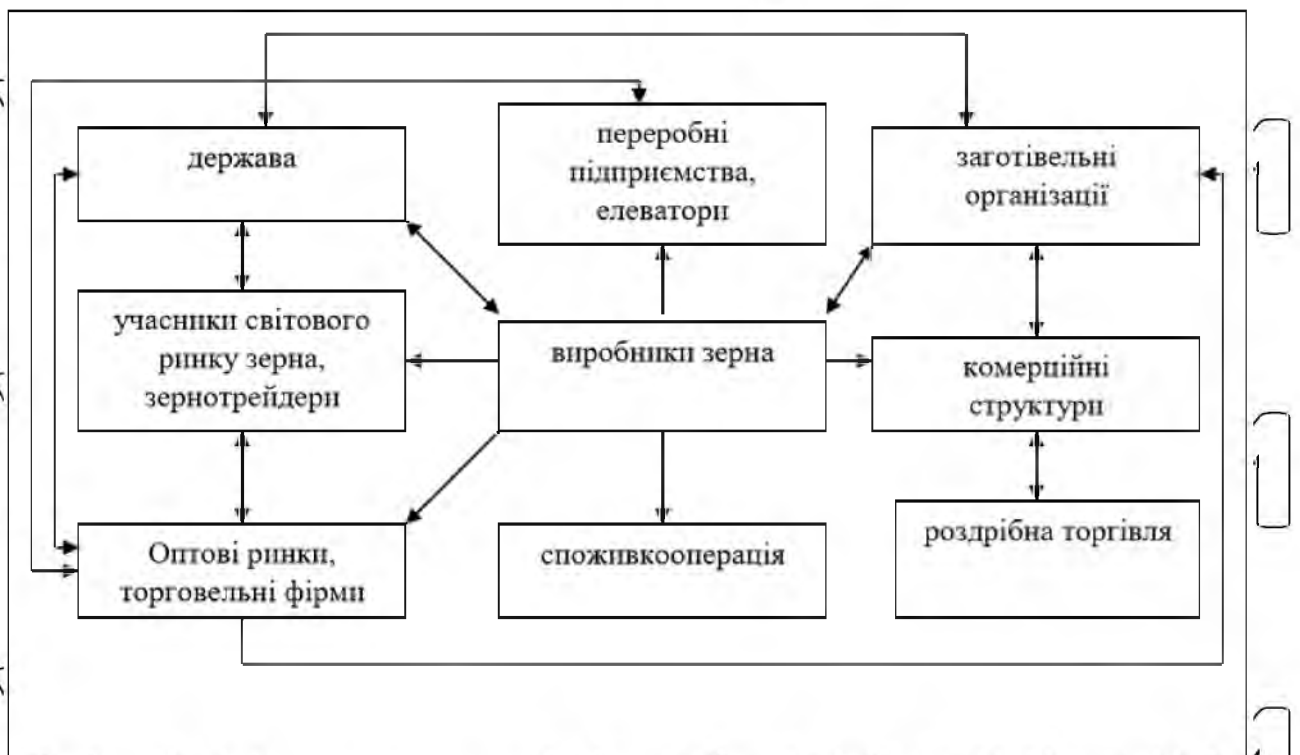 держава
переробні
підприємства,
елеватори
заготівельні
організації
учасники світового
ринку зерна,
зернотрейдери
виробники зерна
комерційні
структури
Оптові ринки,
торговельні фірми
споживкооперація
роздрібна торгівля